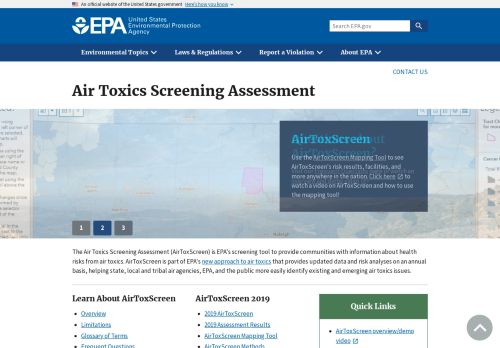 An official website of the United States government Here's how you know
EPA United States
Environmental Protection
Agency
Search EPA.gov
Environmental Topics
Laws & Regulations
Report a Violation
About EPA
CONTACT US
Air Toxics Screening Assessment
AirToxScreen
Use the AirToxScreen Mapping Tool to see
AirToxScreen's risk results, facilities, and
more anywhere in the nation. Click here to
watch a video on AirToxScreen and how to use
the mapping tool!
1
2
3
The Air Toxics Screening Assessment (AirToxScreen) is EPA's screening tool to provide communities with information about health
risks from air toxics. AirToxScreen is part of EPA's new approach to air toxics that provides updated data and risk analyses on an annual
basis, helping state, local and tribal air agencies, EPA, and the public more easily identify existing and emerging air toxics issues.
Learn About AirToxScreen
Overview
Limitations
Glossary of Terms
Frequent Questions
AirToxScreen 2019
2019 AirToxScreen
2019 Assessment Results
AirToxScreen Mapping Tool
AirToxScreen Methods
Quick Links
AirToxScreen overview/demo
video